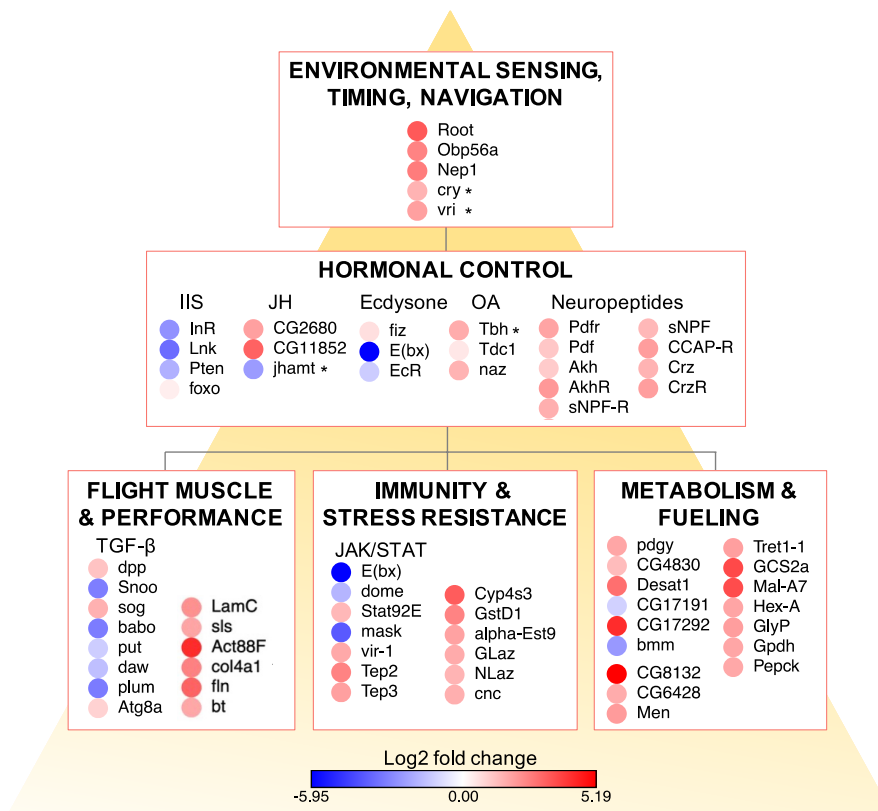 ENVIRONMENTAL SENSING,
TIMING, NAVIGATION
Root
Obp56a
Nep1
cry *
vri *
HORMONAL CONTROL
IIS
InR
Lnk
Pten
foxo
JH
CG2680
CG11852
jhamt *
Ecdysone
fiz
E(bx)
EcR
OA
Tbh *
Tdc1
naz
Neuropeptides
Pdfr
Pdf
Akh
AkhR
sNPF-R
sNPF
CCAP-R
Crz
CrzR
FLIGHT MUSCLE
& PERFORMANCE
TGF-β
dpp
Snoo
sog
babo
put
daw
plum
Atg8a
LamC
sls
Act88F
col4a1
fln
bt
IMMUNITY &
STRESS RESISTANCE
JAK/STAT
E(bx)
dome
Stat92E
mask
vir-1
Tep2
Tep3
Cyp4s3
GstD1
alpha-Est9
GLaz
NLaz
cnc
METABOLISM &
FUELING
pdgy
CG4830
Desat1
CG17191
CG17292
bmm
CG8132
CG6428
Men
Tret1-1
GCS2a
Mal-A7
Hex-A
GlyP
Gpdh
Pepck
Log2 fold change
-5.95 0.00 5.19